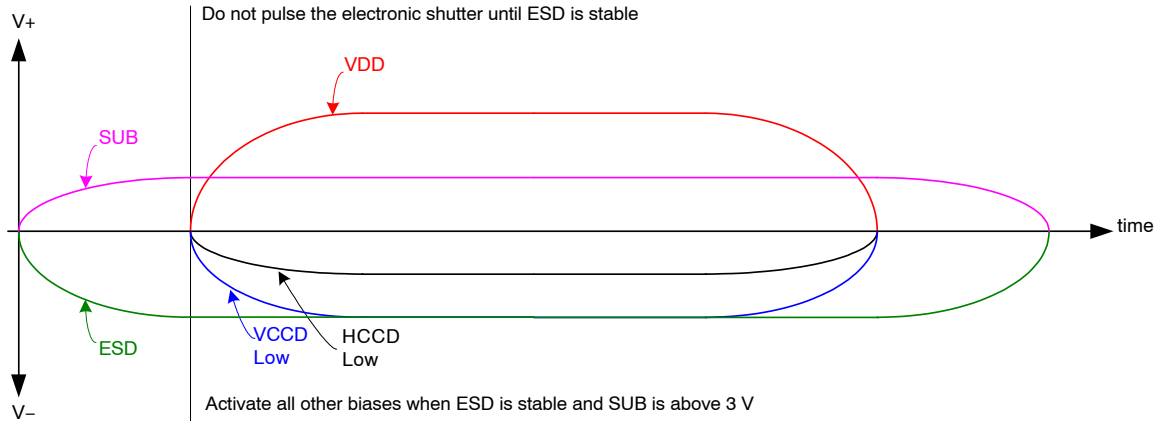 V+
Do not pulse the electronic shutter until ESD is stable
VDD
SUB
time
ESD
VCCD
Low
HCCD
Low
V−
Activate all other biases when ESD is stable and SUB is above 3 V